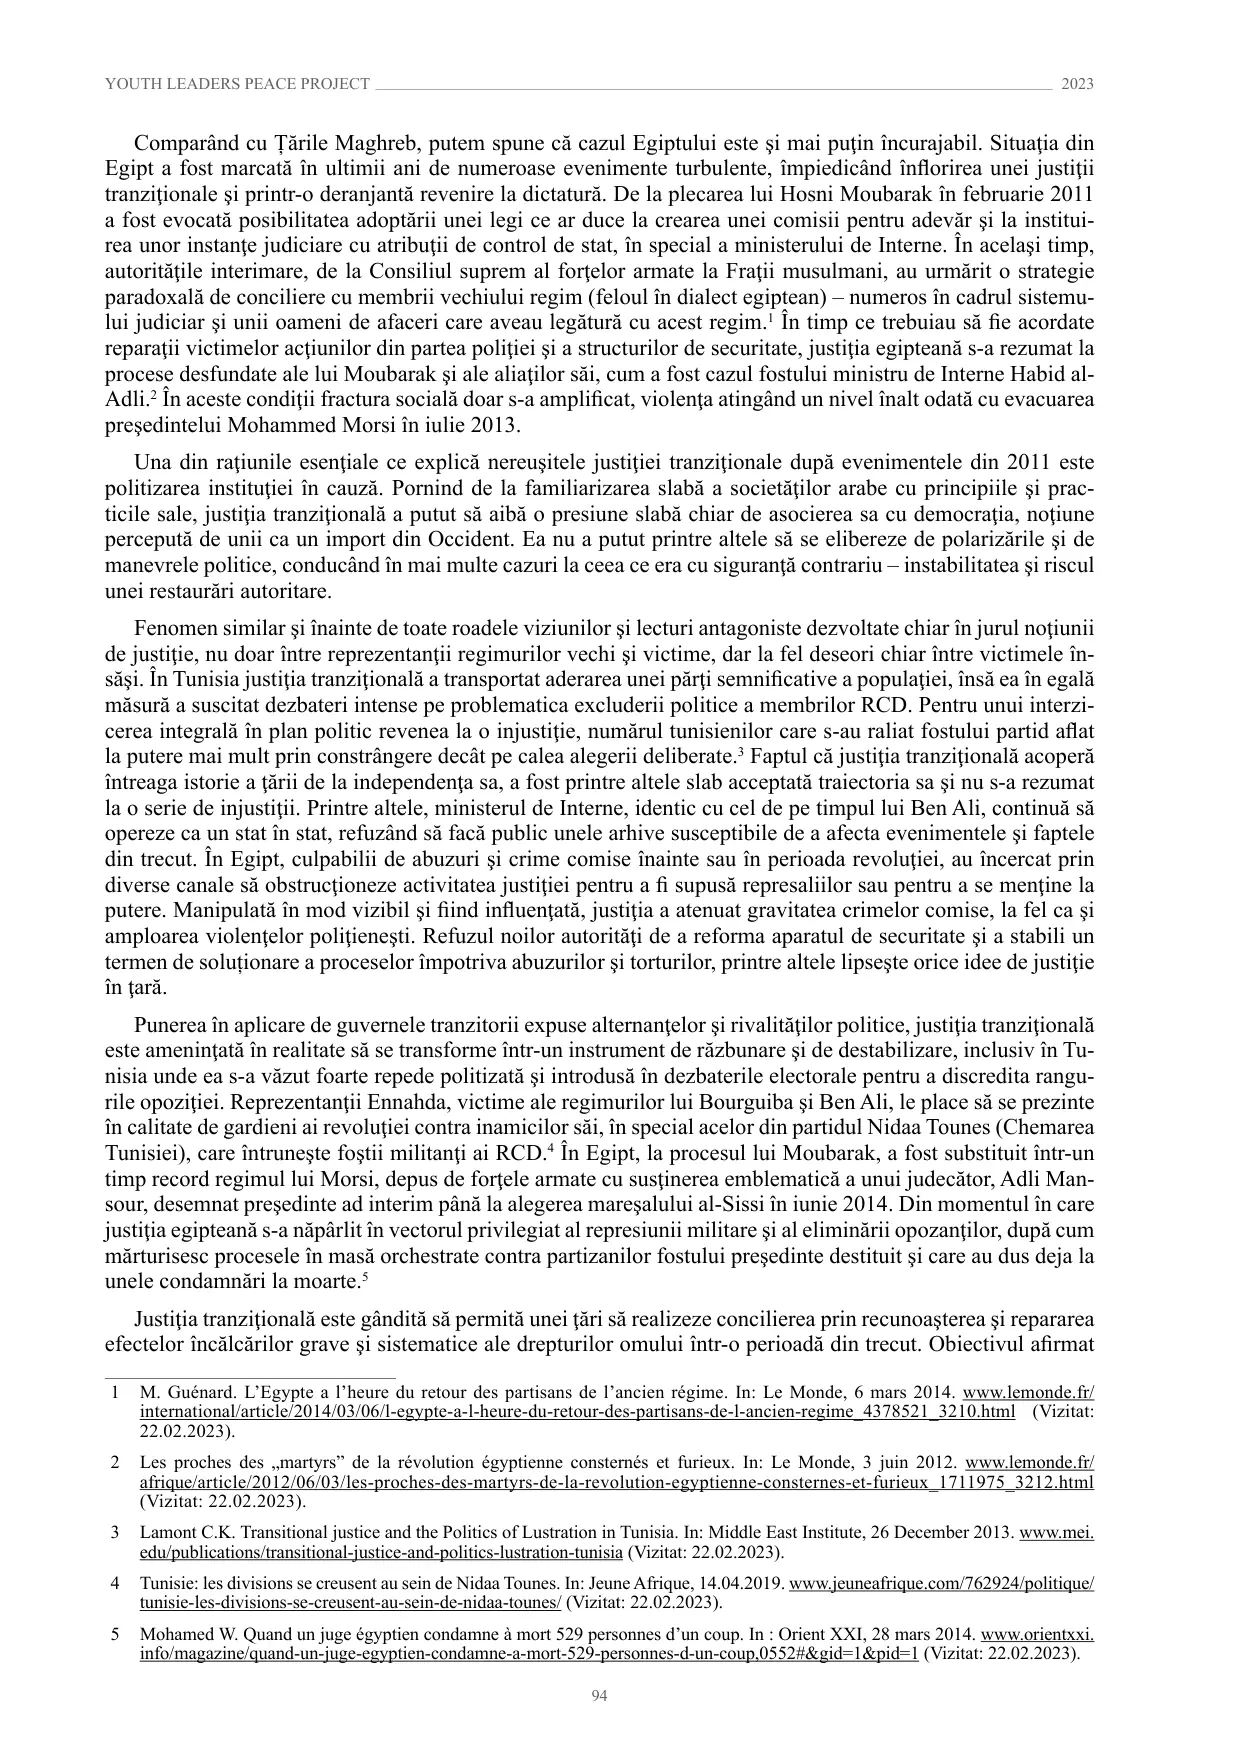 YOUTH LEADERS PEACE PROJECT 2023
Comparând cu Țările Maghreb, putem spune că cazul Egiptului este şi mai puţin încurajabil. Situaţia din
Egipt a fost marcată în ultimii ani de numeroase evenimente turbulente, împiedicând înflorirea unei justiţii
tranziţionale şi printr-o deranjantă revenire la dictatură. De la plecarea lui Hosni Moubarak în februarie 2011
a fost evocată posibilitatea adoptării unei legi ce ar duce la crearea unei comisii pentru adevăr şi la institui-
rea unor instanţe judiciare cu atribuţii de control de stat, în special a ministerului de Interne. În acelaşi timp,
autorităţile interimare, de la Consiliul suprem al forţelor armate la Fraţii musulmani, au urmărit o strategie
paradoxală de conciliere cu membrii vechiului regim (feloul în dialect egiptean) – numeros în cadrul sistemu-
lui judiciar şi unii oameni de afaceri care aveau legătură cu acest regim.1 În timp ce trebuiau să fie acordate
reparaţii victimelor acţiunilor din partea poliţiei şi a structurilor de securitate, justiţia egipteană s-a rezumat la
procese desfundate ale lui Moubarak şi ale aliaţilor săi, cum a fost cazul fostului ministru de Interne Habid al-
Adli.2 În aceste condiţii fractura socială doar s-a amplificat, violenţa atingând un nivel înalt odată cu evacuarea
preşedintelui Mohammed Morsi în iulie 2013.
Una din raţiunile esenţiale ce explică nereuşitele justiţiei tranziţionale după evenimentele din 2011 este
politizarea instituţiei în cauză. Pornind de la familiarizarea slabă a societăţilor arabe cu principiile şi prac-
ticile sale, justiţia tranziţională a putut să aibă o presiune slabă chiar de asocierea sa cu democraţia, noţiune
percepută de unii ca un import din Occident. Ea nu a putut printre altele să se elibereze de polarizările şi de
manevrele politice, conducând în mai multe cazuri la ceea ce era cu siguranţă contrariu – instabilitatea şi riscul
unei restaurări autoritare.
Fenomen similar şi înainte de toate roadele viziunilor şi lecturi antagoniste dezvoltate chiar în jurul noţiunii
de justiţie, nu doar între reprezentanţii regimurilor vechi şi victime, dar la fel deseori chiar între victimele în-
săşi. În Tunisia justiţia tranziţională a transportat aderarea unei părţi semnificative a populaţiei, însă ea în egală
măsură a suscitat dezbateri intense pe problematica excluderii politice a membrilor RCD. Pentru unui interzi-
cerea integrală în plan politic revenea la o injustiţie, numărul tunisienilor care s-au raliat fostului partid aflat
la putere mai mult prin constrângere decât pe calea alegerii deliberate.3 Faptul că justiţia tranziţională acoperă
întreaga istorie a ţării de la independenţa sa, a fost printre altele slab acceptată traiectoria sa şi nu s-a rezumat
la o serie de injustiţii. Printre altele, ministerul de Interne, identic cu cel de pe timpul lui Ben Ali, continuă să
opereze ca un stat în stat, refuzând să facă public unele arhive susceptibile de a afecta evenimentele şi faptele
din trecut. În Egipt, culpabilii de abuzuri şi crime comise înainte sau în perioada revoluţiei, au încercat prin
diverse canale să obstrucţioneze activitatea justiţiei pentru a fi supusă represaliilor sau pentru a se menţine la
putere. Manipulată în mod vizibil şi fiind influenţată, justiţia a atenuat gravitatea crimelor comise, la fel ca şi
amploarea violenţelor poliţieneşti. Refuzul noilor autorităţi de a reforma aparatul de securitate şi a stabili un
termen de soluționare a proceselor împotriva abuzurilor şi torturilor, printre altele lipseşte orice idee de justiţie
în ţară.
Punerea în aplicare de guvernele tranzitorii expuse alternanţelor şi rivalităţilor politice, justiţia tranziţională
este ameninţată în realitate să se transforme într-un instrument de răzbunare şi de destabilizare, inclusiv în Tu-
nisia unde ea s-a văzut foarte repede politizată şi introdusă în dezbaterile electorale pentru a discredita rangu-
rile opoziţiei. Reprezentanţii Ennahda, victime ale regimurilor lui Bourguiba şi Ben Ali, le place să se prezinte
în calitate de gardieni ai revoluţiei contra inamicilor săi, în special acelor din partidul Nidaa Tounes (Chemarea
Tunisiei), care întruneşte foştii militanţi ai RCD.4 În Egipt, la procesul lui Moubarak, a fost substituit într-un
timp record regimul lui Morsi, depus de forţele armate cu susţinerea emblematică a unui judecător, Adli Man-
sour, desemnat preşedinte ad interim până la alegerea mareşalului al-Sissi în iunie 2014. Din momentul în care
justiţia egipteană s-a năpârlit în vectorul privilegiat al represiunii militare şi al eliminării opozanţilor, după cum
mărturisesc procesele în masă orchestrate contra partizanilor fostului preşedinte destituit şi care au dus deja la
unele condamnări la moarte.5
Justiţia tranziţională este gândită să permită unei ţări să realizeze concilierea prin recunoaşterea şi repararea
efectelor încălcărilor grave şi sistematice ale drepturilor omului într-o perioadă din trecut. Obiectivul afirmat
1 M. Guénard. L’Egypte a l’heure du retour des partisans de l’ancien régime. In: Le Monde, 6 mars 2014. www.lemonde.fr/
international/article/2014/03/06/l-egypte-a-l-heure-du-retour-des-partisans-de-l-ancien-regime_4378521_3210.html (Vizitat:
22.02.2023).
2 Les proches des „martyrs” de la révolution égyptienne consternés et furieux. In: Le Monde, 3 juin 2012. www.lemonde.fr/
afrique/article/2012/06/03/les-proches-des-martyrs-de-la-revolution-egyptienne-consternes-et-furieux_1711975_3212.html
(Vizitat: 22.02.2023).
3 Lamont C.K. Transitional justice and the Politics of Lustration in Tunisia. In: Middle East Institute, 26 December 2013. www.mei.
edu/publications/transitional-justice-and-politics-lustration-tunisia (Vizitat: 22.02.2023).
4 Tunisie: les divisions se creusent au sein de Nidaa Tounes. In: Jeune Afrique, 14.04.2019. www.jeuneafrique.com/762924/politique/
tunisie-les-divisions-se-creusent-au-sein-de-nidaa-tounes/ (Vizitat: 22.02.2023).
5 Mohamed W. Quand un juge égyptien condamne à mort 529 personnes d’un coup. In : Orient XXI, 28 mars 2014. www.orientxxi.
info/magazine/quand-un-juge-egyptien-condamne-a-mort-529-personnes-d-un-coup,0552#&gid=1&pid=1 (Vizitat: 22.02.2023).
94